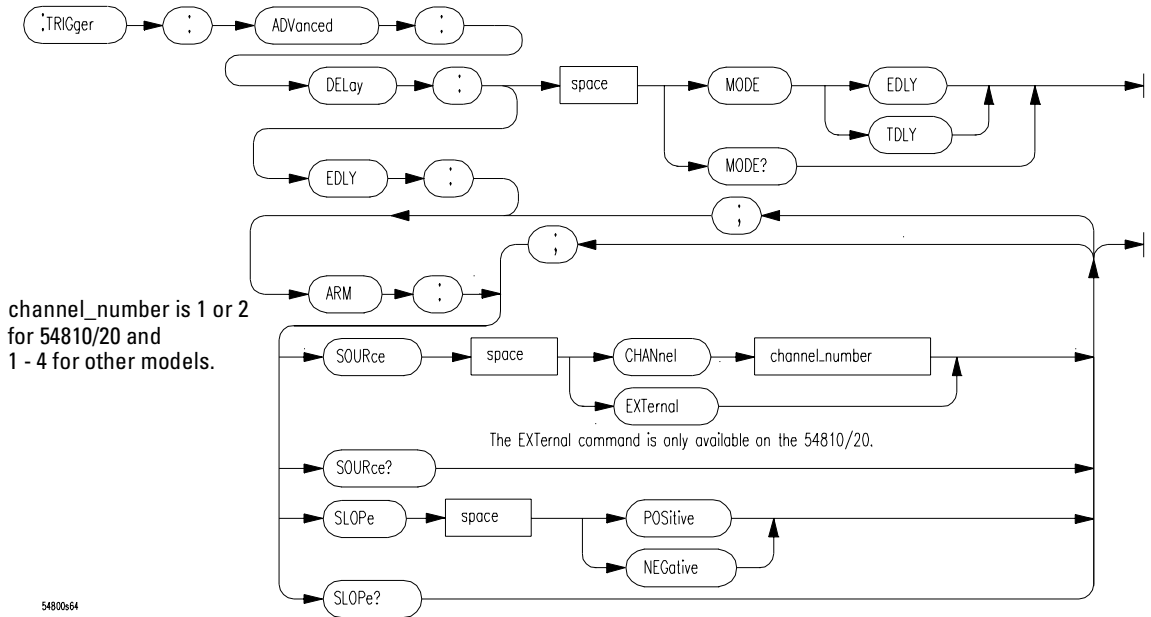 :TRIGger : ADVanced :
DELay : space MODE EDLY
TDLY
MODE?
EDLY :
;
;
ARM :
channel_number is 1 or 2
for 54810/20 and
1 - 4 for other models.
SOURce space CHANnel channel_number
EXTernal
The EXTernal command is only available on the 54810/20.
SOURce?
SLOPe space POSitive
NEGative
SLOPe?
54800s64